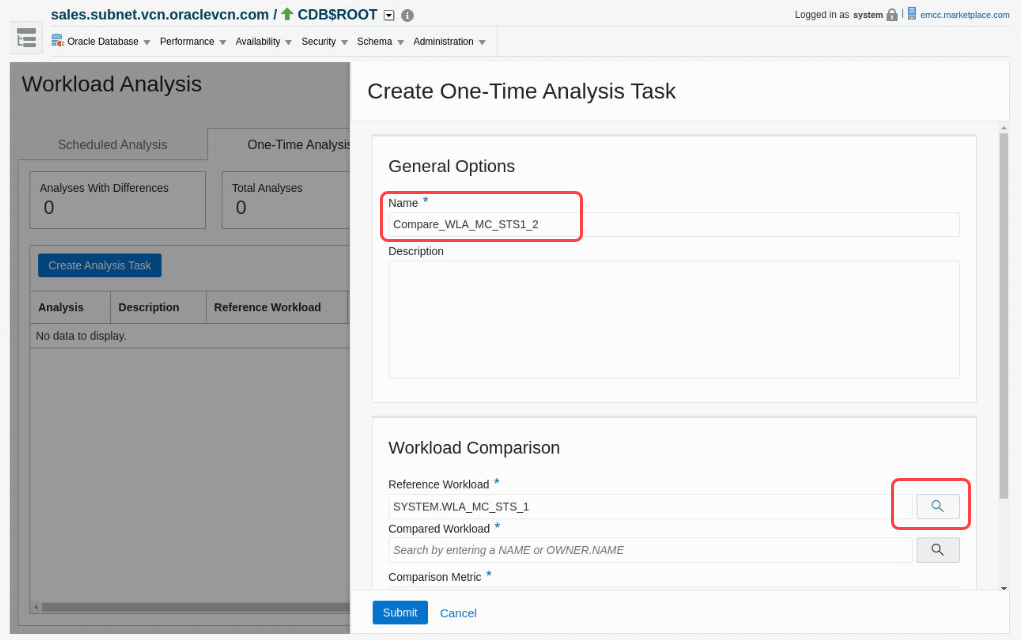 sales.subnet.vcn.oraclevcn.com / CDB$ROOT
Logged in as system | emcc.marketplace.com
Oracle Database Performance Availability Security Schema Administration
Workload Analysis
Scheduled Analysis One-Time Analysis
Analyses With Differences
0
Total Analyses
0
Create Analysis Task
Analysis Description Reference Workload
No data to display.
Create One-Time Analysis Task
General Options
Name *
Compare_WLA_MC_STS1_2
Description
Workload Comparison
Reference Workload *
SYSTEM.WLA_MC_STS_1
Compared Workload *
Search by entering a NAME or OWNER.NAME
Comparison Metric *
Submit Cancel